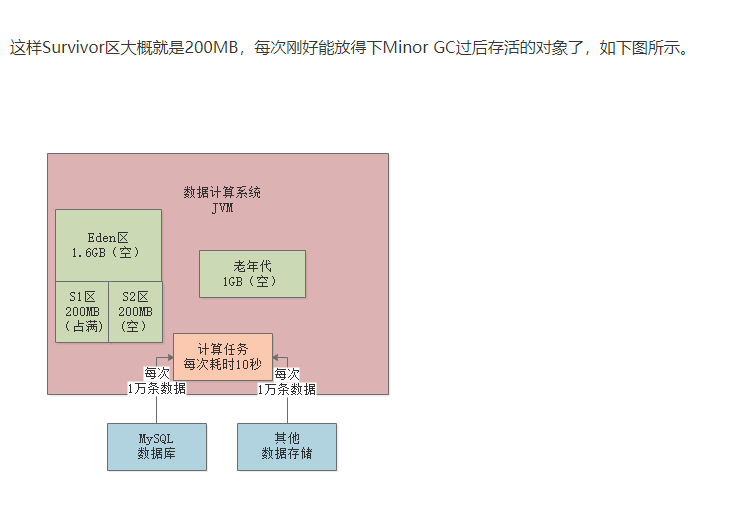 这样Survivor区大概就是200MB，每次刚好能放得下Minor GC过后存活的对象了，如下图所示。
数据计算系统
JVM
Eden区
1.6GB（空）
老年代
1GB（空）
S1区
200MB
（占满）
S2区
200MB
（空）
计算任务
每次耗时10秒
每次
1万条数据
每次
1万条数据
MySQL
数据库
其他
数据存储